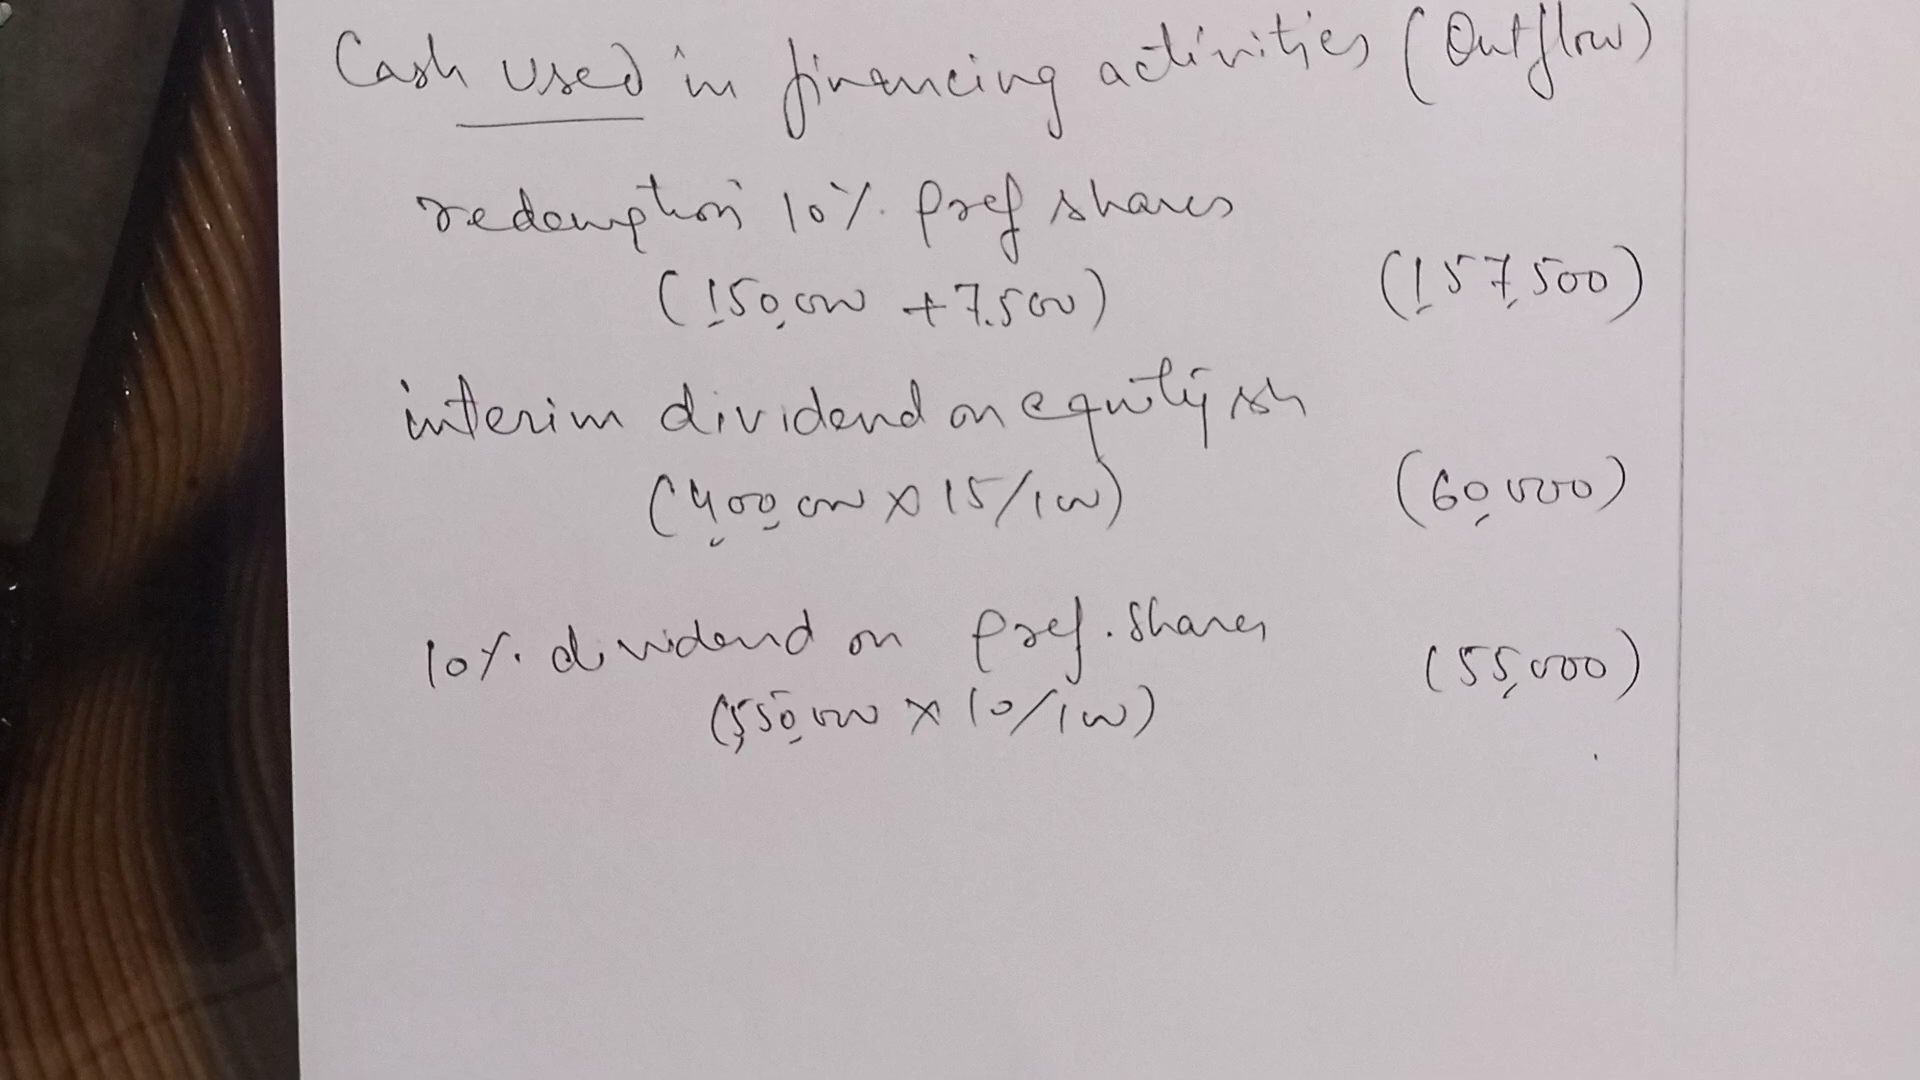 Cash used in financing activities (Outflow)
redemption 10% pref shares
(150,000 + 7,500) (157,500)
interim dividend on equity sh
(400,000 x 15/100) (60,000)
10% dividend on pref. shares (55,000)
(550,000 x 10/100)